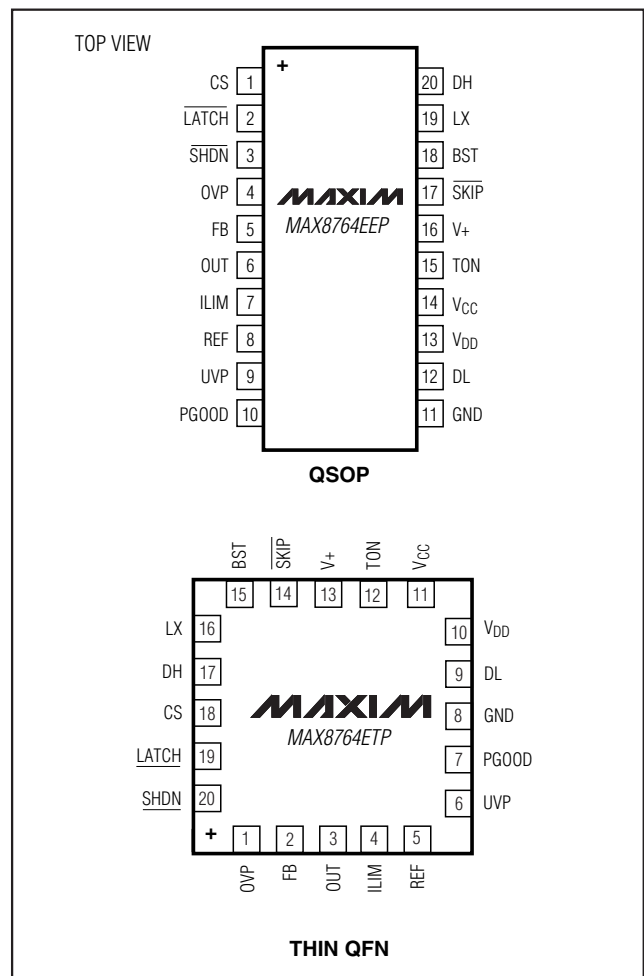 TOP VIEW
+
CS 1 20 DH
LATCH 2 19 LX
SHDN 3 18 BST
OVP 4 17 SKIP
FB 5 16 V+
OUT 6 15 TON
ILIM 7 14 VCC
REF 8 13 VDD
UVP 9 12 DL
PGOOD 10 11 GND
MAXIM
MAX8764EEP
QSOP
BST SKIP V+ TON VCC
15 14 13 12 11
LX 16 10 VDD
DH 17 9 DL
CS 18 8 GND
LATCH 19 7 PGOOD
SHDN 20 6 UVP
MAXIM
MAX8764ETP
+
1 2 3 4 5
OVP FB OUT ILIM REF
THIN QFN